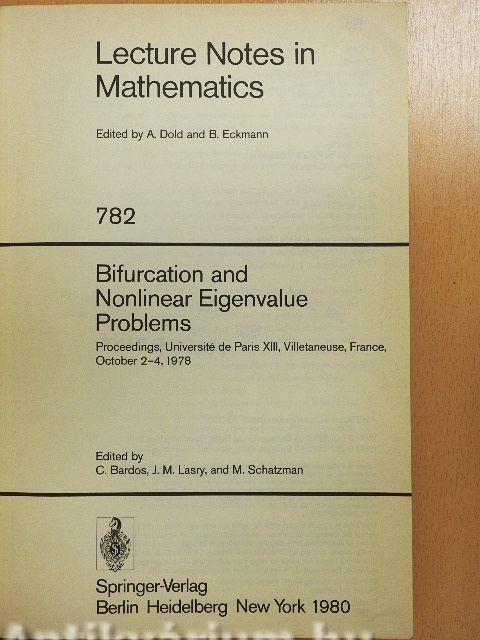 Lecture Notes in
Mathematics
Edited by A. Dold and B. Eckmann
782
Bifurcation and
Nonlinear Eigenvalue
Problems
Proceedings, Université de Paris XIII, Villetaneuse, France,
October 2–4, 1978
Edited by
C. Bardos, J. M. Lasry, and M. Schatzman
Springer-Verlag
Berlin Heidelberg New York 1980